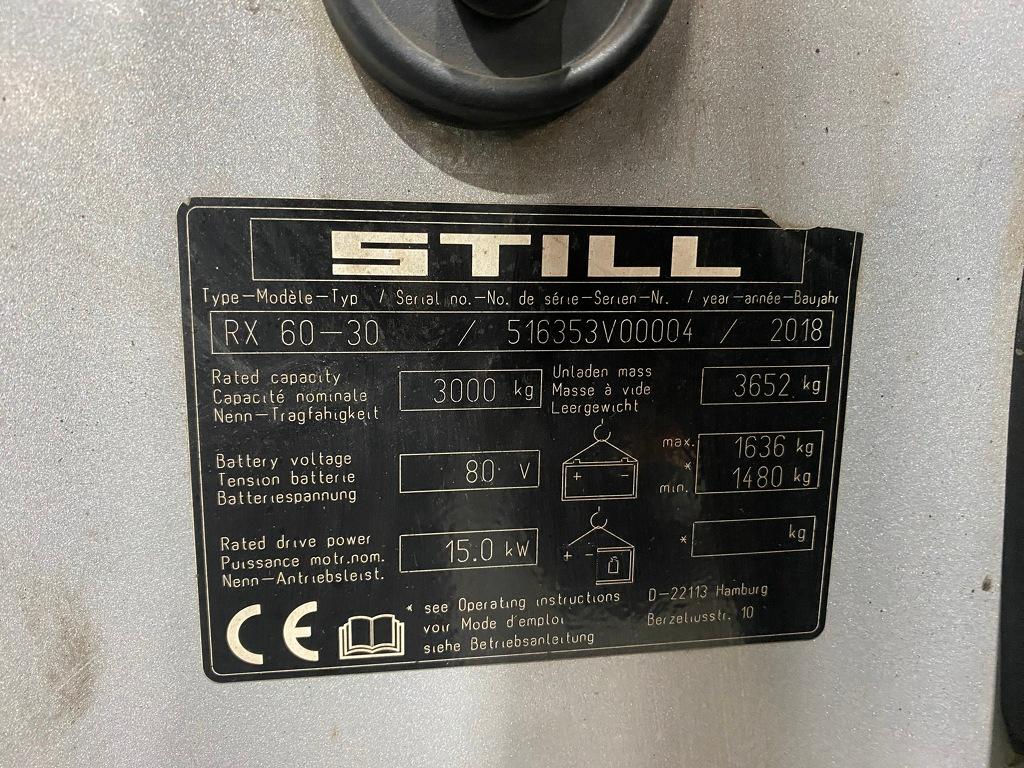 STILL
Type-Modèle-Typ / Serial no.-No. de série-Serien-Nr. / year-année-Baujahr
RX 60-30 / 516353V00004 / 2018
Rated capacity
Capacité nominale
Nenn-Tragfähigkeit
3000 kg
Unladen mass
Masse à vide
Leergewicht
3652 kg
Battery voltage
Tension batterie
Batteriespannung
80 V
+ -
max. 1636 kg
*
min. 1480 kg
Rated drive power
Puissance motr.nom.
Nenn-Antriebsleist.
15.0 kW
+ -
* kg
CE
* see Operating instructions
voir Mode d'emploi
siehe Betriebsanleitung
D-22113 Hamburg
Berzeliusstr. 10